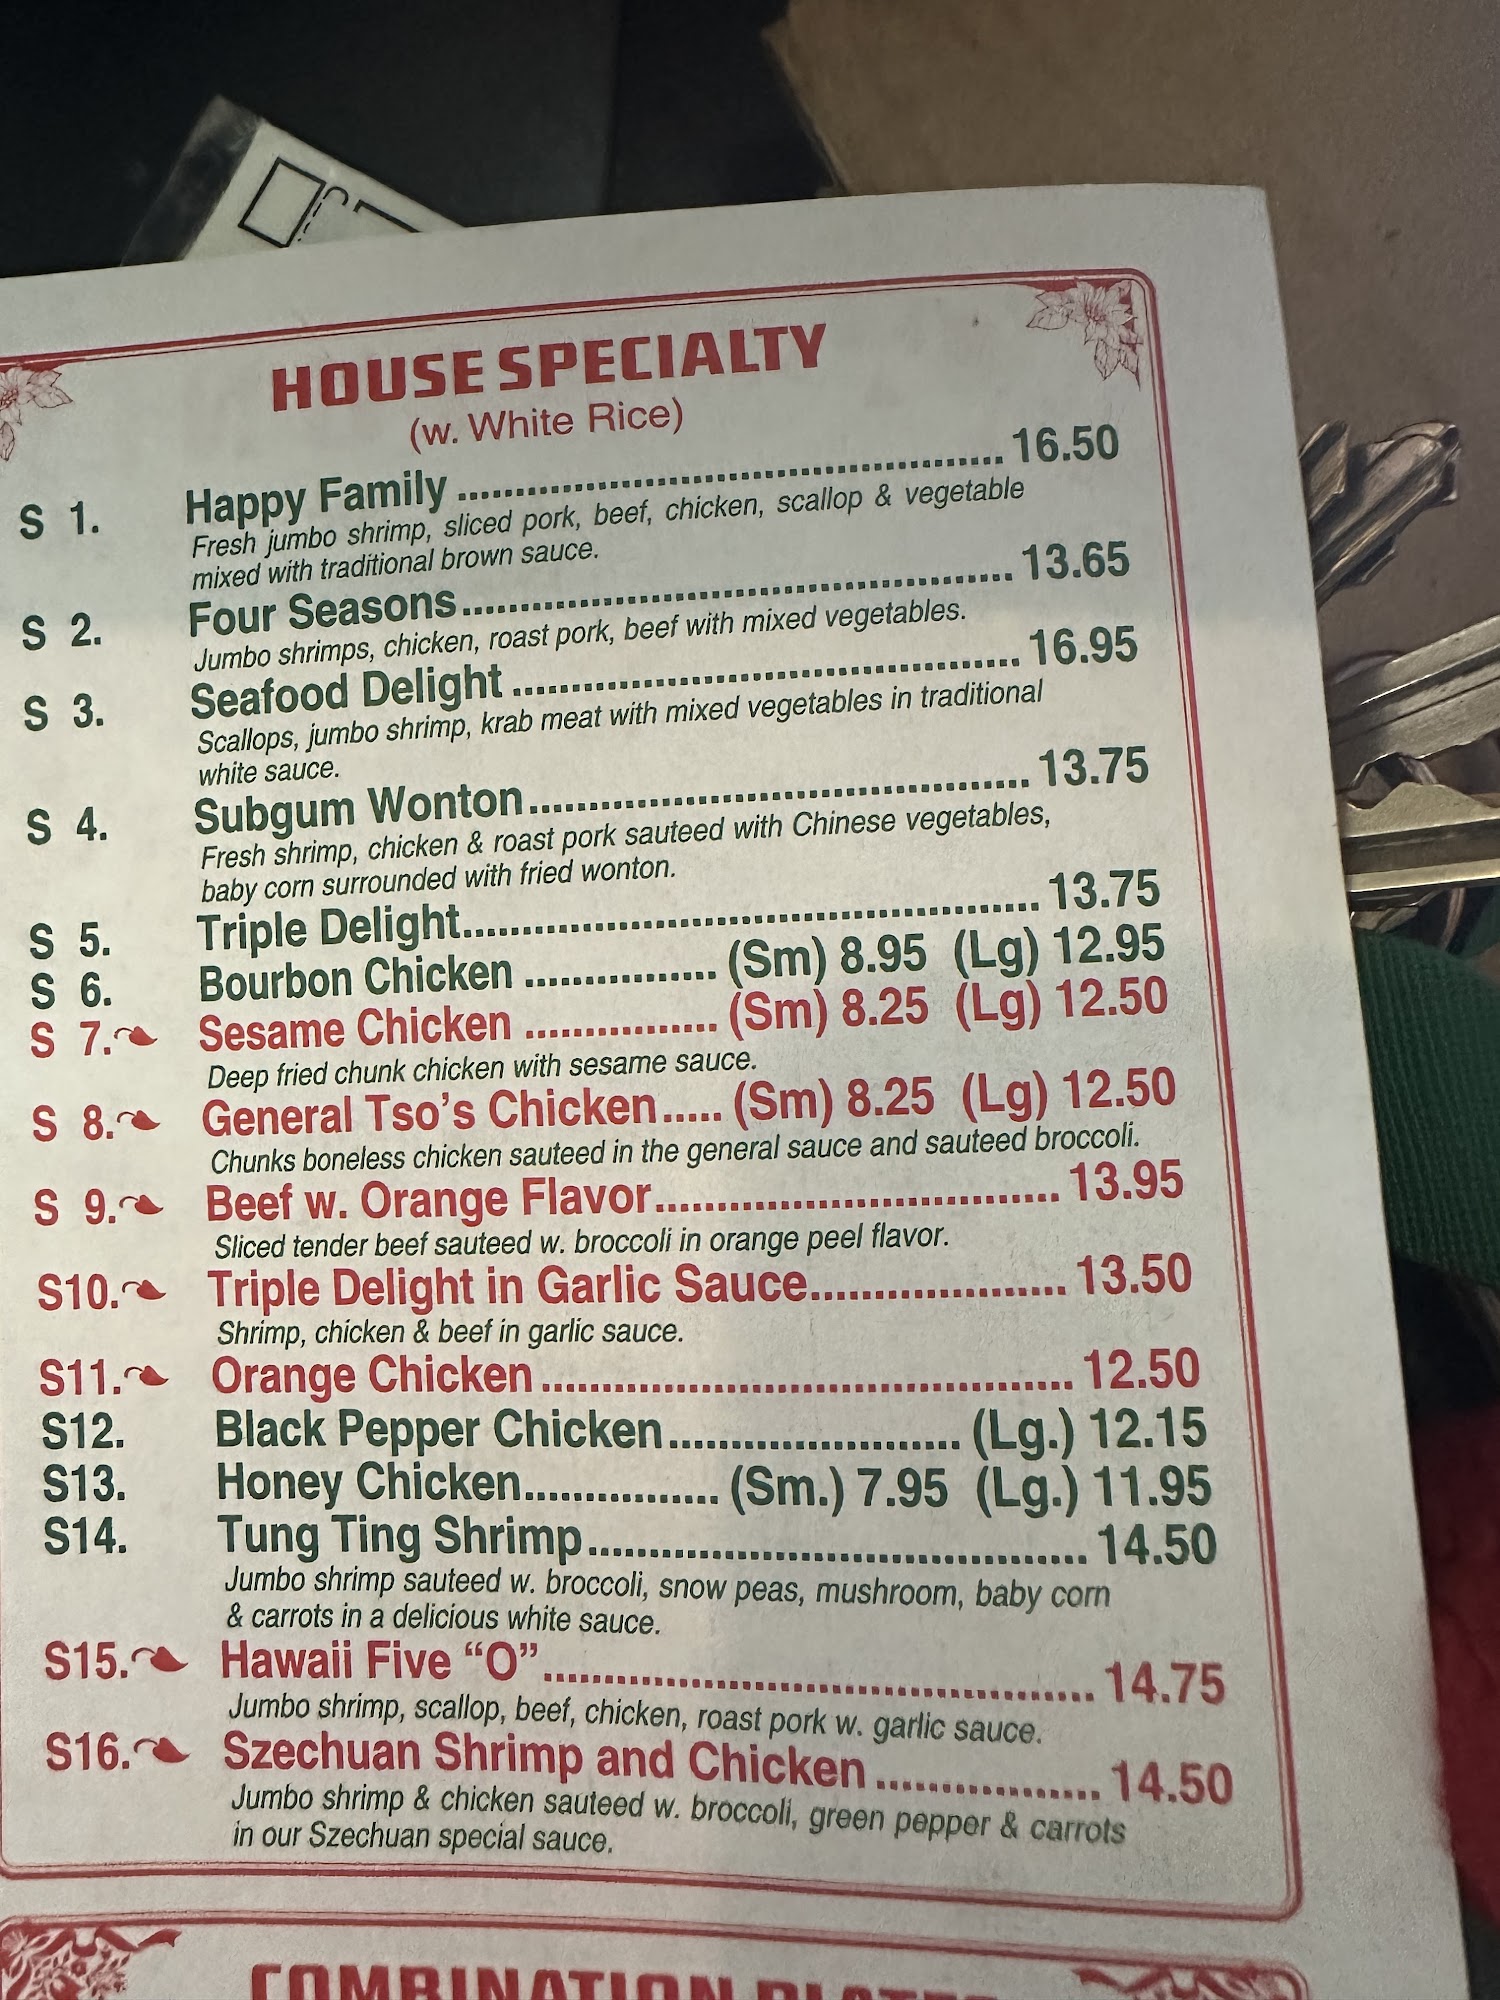 HOUSE SPECIALTY
(w. White Rice)
S 1. Happy Family ........................................ 16.50
Fresh jumbo shrimp, sliced pork, beef, chicken, scallop & vegetable
mixed with traditional brown sauce.
S 2. Four Seasons........................................ 13.65
Jumbo shrimps, chicken, roast pork, beef with mixed vegetables.
S 3. Seafood Delight ..................................... 16.95
Scallops, jumbo shrimp, krab meat with mixed vegetables in traditional
white sauce.
S 4. Subgum Wonton..................................... 13.75
Fresh shrimp, chicken & roast pork sauteed with Chinese vegetables,
baby corn surrounded with fried wonton.
S 5. Triple Delight.......................................... 13.75
S 6. Bourbon Chicken ................ (Sm) 8.95 (Lg) 12.95
S 7. Sesame Chicken ................ (Sm) 8.25 (Lg) 12.50
Deep fried chunk chicken with sesame sauce.
S 8. General Tso's Chicken..... (Sm) 8.25 (Lg) 12.50
Chunks boneless chicken sauteed in the general sauce and sauteed broccoli.
S 9. Beef w. Orange Flavor................................. 13.95
Sliced tender beef sauteed w. broccoli in orange peel flavor.
S10. Triple Delight in Garlic Sauce..................... 13.50
Shrimp, chicken & beef in garlic sauce.
S11. Orange Chicken ........................................... 12.50
S12. Black Pepper Chicken........................ (Lg.) 12.15
S13. Honey Chicken................ (Sm.) 7.95 (Lg.) 11.95
S14. Tung Ting Shrimp........................................ 14.50
Jumbo shrimp sauteed w. broccoli, snow peas, mushroom, baby corn
& carrots in a delicious white sauce.
S15. Hawaii Five “O”............................................. 14.75
Jumbo shrimp, scallop, beef, chicken, roast pork w. garlic sauce.
S16. Szechuan Shrimp and Chicken .................. 14.50
Jumbo shrimp & chicken sauteed w. broccoli, green pepper & carrots
in our Szechuan special sauce.
COMBINATION PLATES